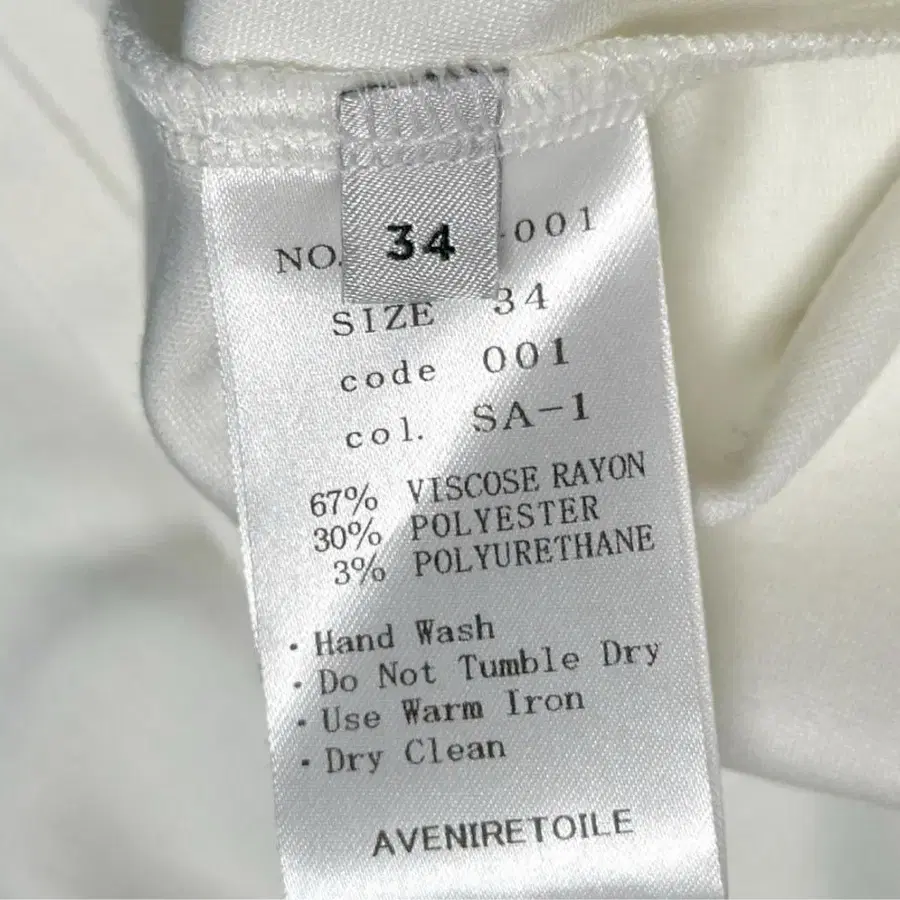 34
NO. -001
SIZE 34
code 001
col. SA-1
67% VISCOSE RAYON
30% POLYESTER
3% POLYURETHANE
· Hand Wash
· Do Not Tumble Dry
· Use Warm Iron
· Dry Clean
AVENIRETOILE